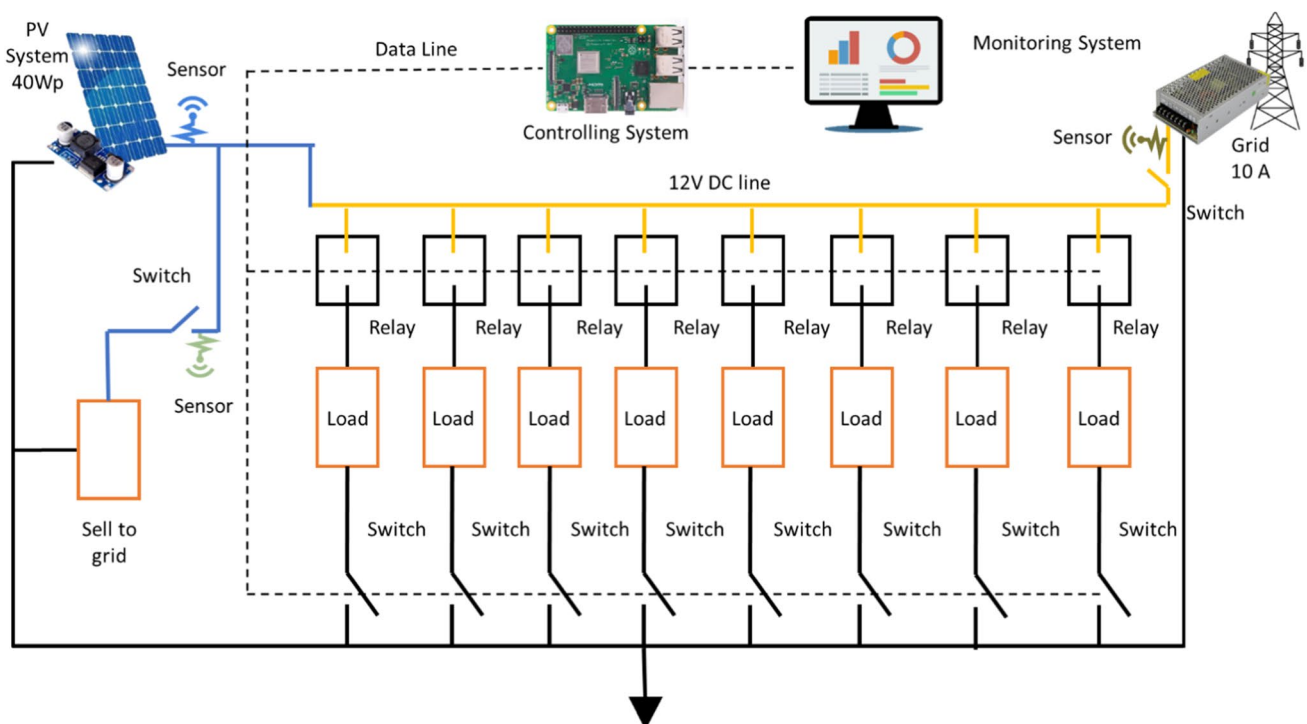 PV
System
40Wp
Sensor
Data Line
Controlling System
Monitoring System
Sensor
Grid
10 A
Switch
12V DC line
Switch
Sensor
Sell to
grid
Relay Relay Relay Relay Relay Relay Relay Relay
Load Load Load Load Load Load Load Load
Switch Switch Switch Switch Switch Switch Switch Switch